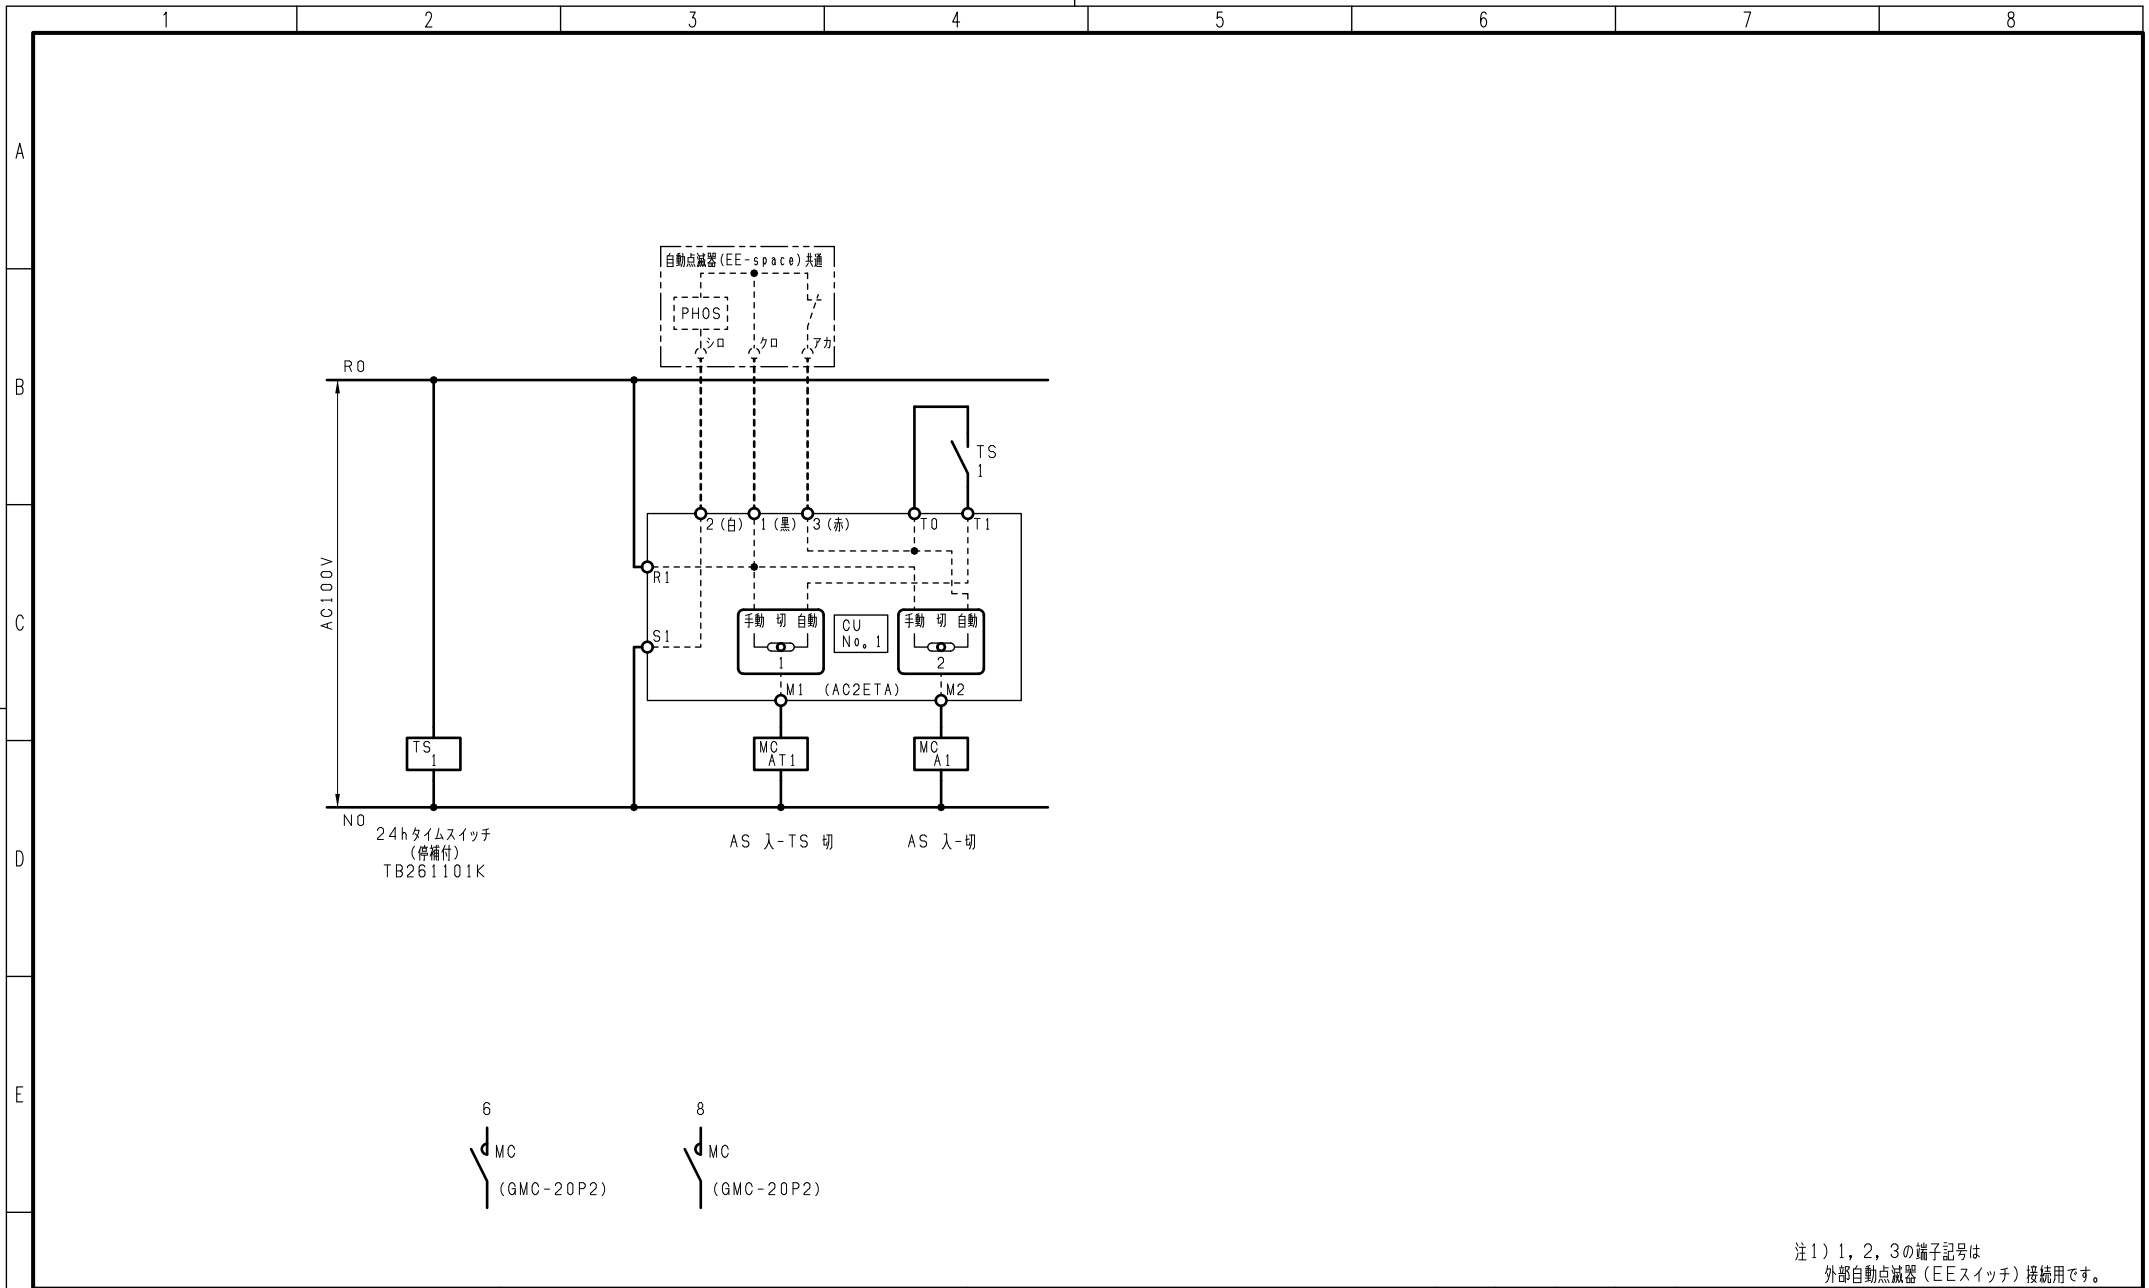 1 2 3 4 5 6 7 8
A
自動点滅器(EE-space)共通
PHOS
シロ クロ アカ
R0
B
TS
1
2(白) 1(黒) 3(赤) T0 T1
AC100V
R1
C
手動 切 自動
1
CU
No。1
手動 切 自動
2
S1
M1 (AC2ETA) M2
TS
1
MC
AT1
MC
A1
N0
24hタイムスイッチ
(停補付)
TB261101K
AS 入-TS 切
AS 入-切
D
E
6
MC
(GMC-20P2)
8
MC
(GMC-20P2)
注1)1,2,3の端子記号は
外部自動点滅器(EEスイッチ)接続用です。